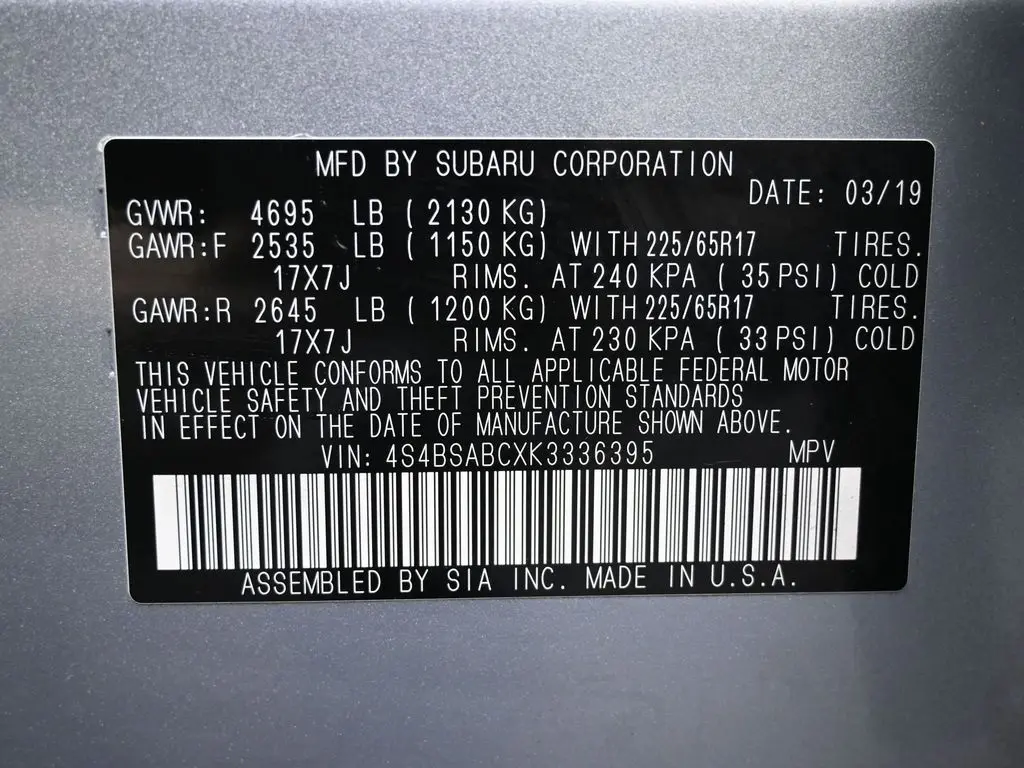 MFD BY SUBARU CORPORATION
DATE: 03/19
GVWR: 4695 LB ( 2130 KG)
GAWR:F 2535 LB ( 1150 KG) WITH 225/65R17 TIRES.
17X7J RIMS. AT 240 KPA ( 35 PSI) COLD
GAWR:R 2645 LB ( 1200 KG) WITH 225/65R17 TIRES.
17X7J RIMS. AT 230 KPA ( 33 PSI) COLD
THIS VEHICLE CONFORMS TO ALL APPLICABLE FEDERAL MOTOR
VEHICLE SAFETY AND THEFT PREVENTION STANDARDS
IN EFFECT ON THE DATE OF MANUFACTURE SHOWN ABOVE.
VIN: 4S4BSABCXK3336395 MPV
ASSEMBLED BY SIA INC. MADE IN U.S.A.